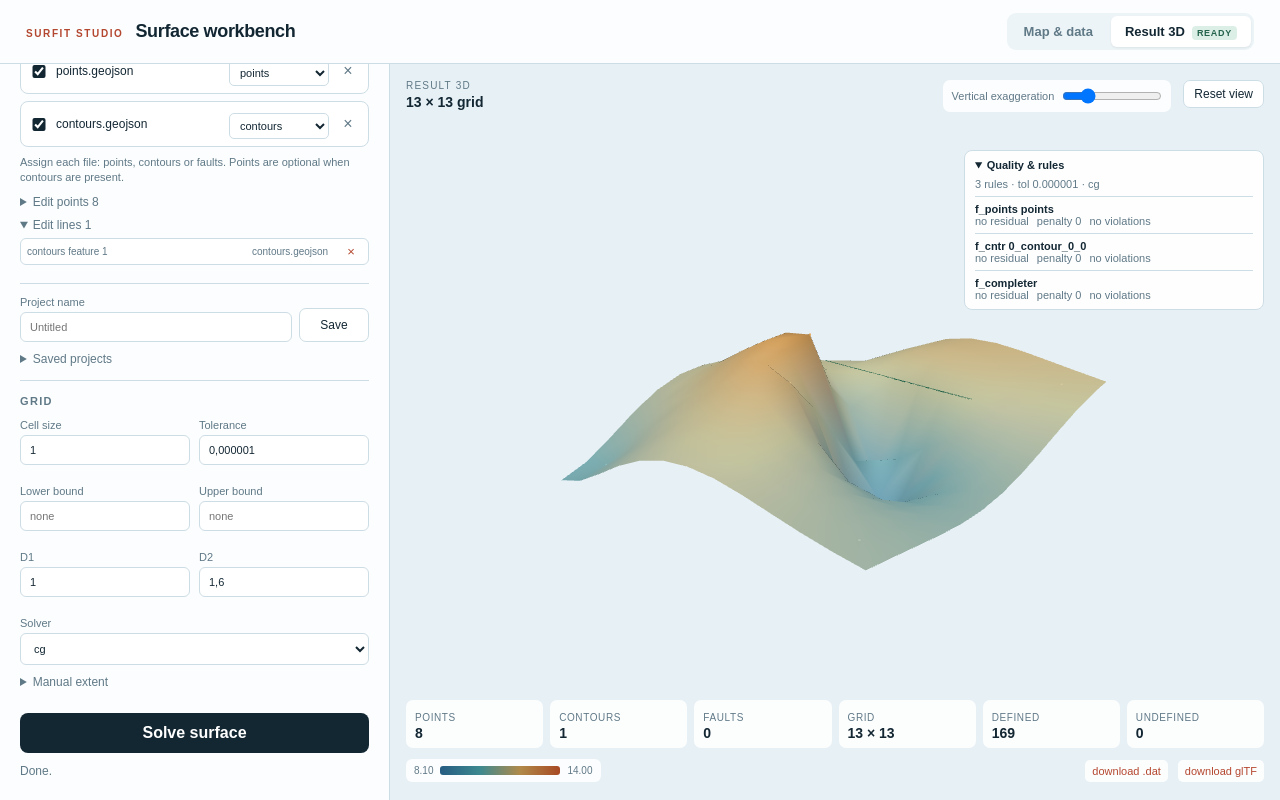 SURFIT STUDIO Surface workbench
Map & data Result 3D READY
points.geojson points ×
contours.geojson contours ×
Assign each file: points, contours or faults. Points are optional when
contours are present.
Edit points 8
Edit lines 1
contours feature 1 contours.geojson ×
Project name
Untitled Save
Saved projects
GRID
Cell size Tolerance
1 0,000001
Lower bound Upper bound
none none
D1 D2
1 1,6
Solver
cg
Manual extent
Solve surface
Done.
RESULT 3D
13 × 13 grid
Vertical exaggeration Reset view
Quality & rules
3 rules · tol 0.000001 · cg
f_points points
no residual penalty 0 no violations
f_cntr 0_contour_0_0
no residual penalty 0 no violations
f_completer
no residual penalty 0 no violations
POINTS CONTOURS FAULTS GRID DEFINED UNDEFINED
8 1 0 13 × 13 169 0
8.10 14.00
download .dat download glTF